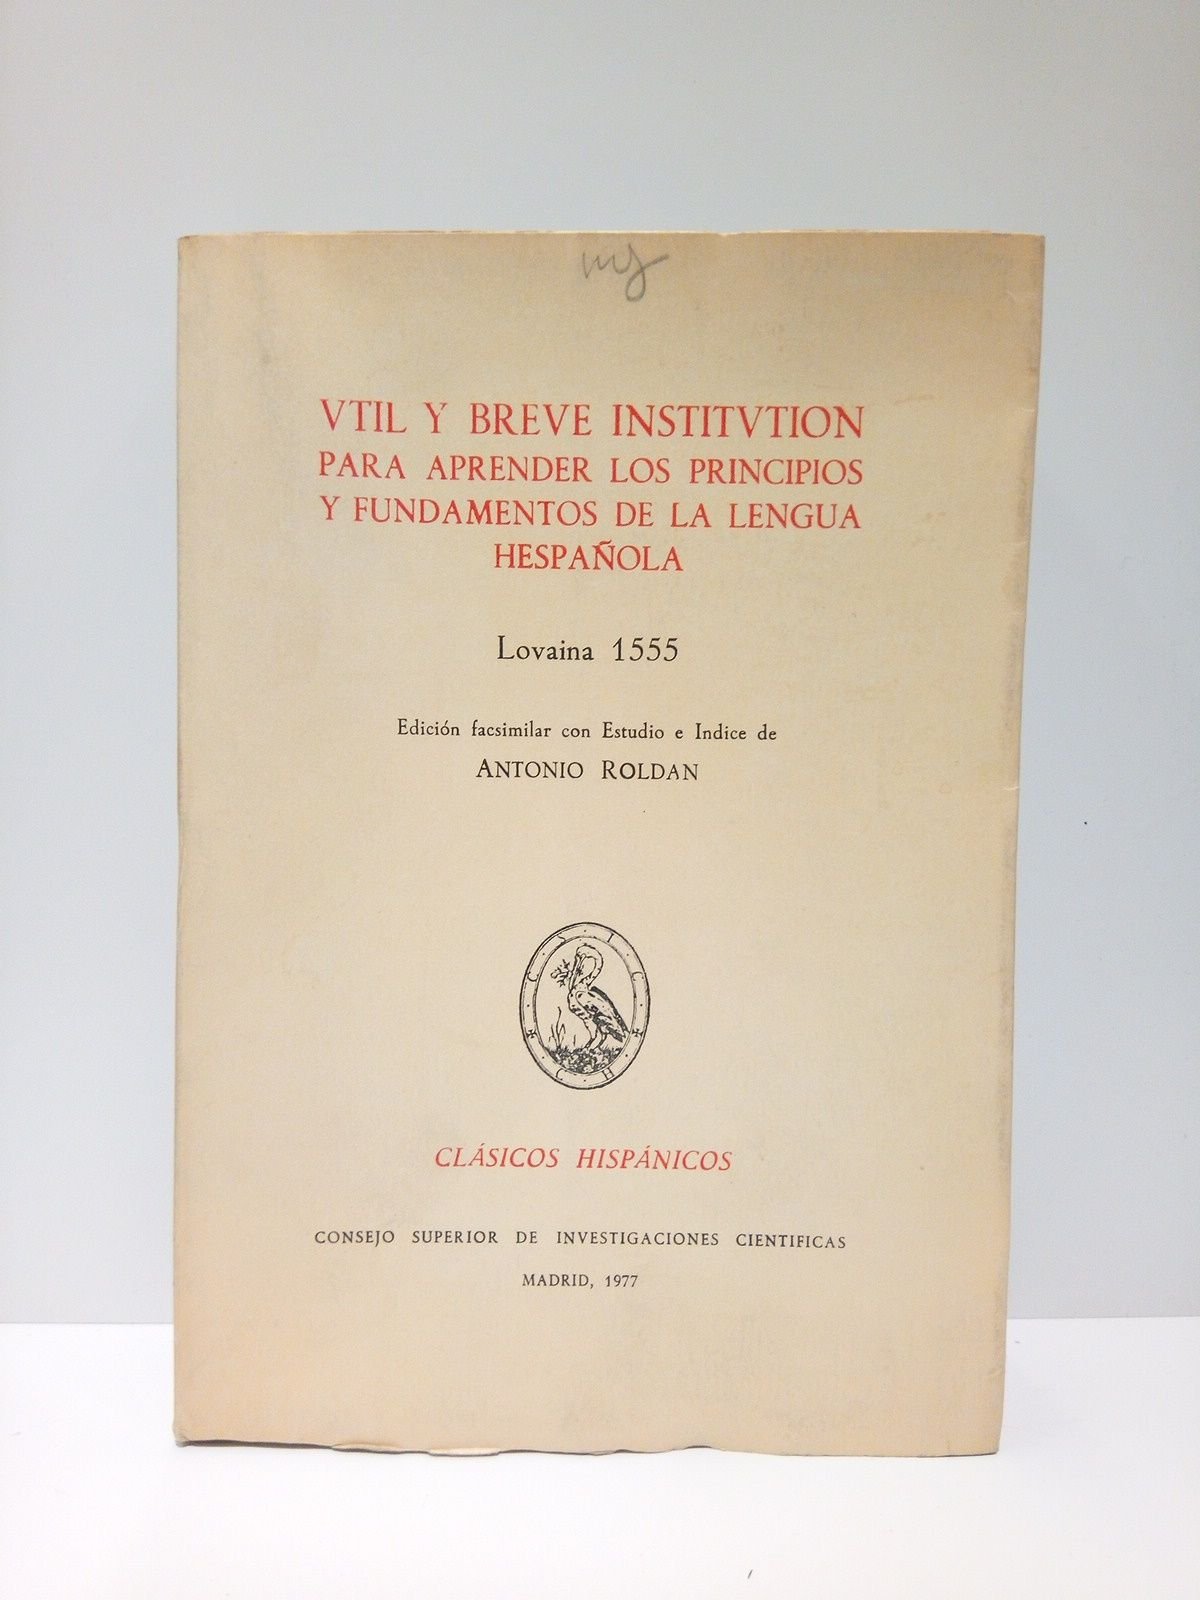 VTIL Y BREVE INSTITVTION
PARA APRENDER LOS PRINCIPIOS
Y FUNDAMENTOS DE LA LENGUA
HESPAÑOLA
Lovaina 1555
Edición facsimilar con Estudio e Indice de
ANTONIO ROLDAN
C · S · I · C
C H
CLÁSICOS HISPÁNICOS
CONSEJO SUPERIOR DE INVESTIGACIONES CIENTIFICAS
MADRID, 1977